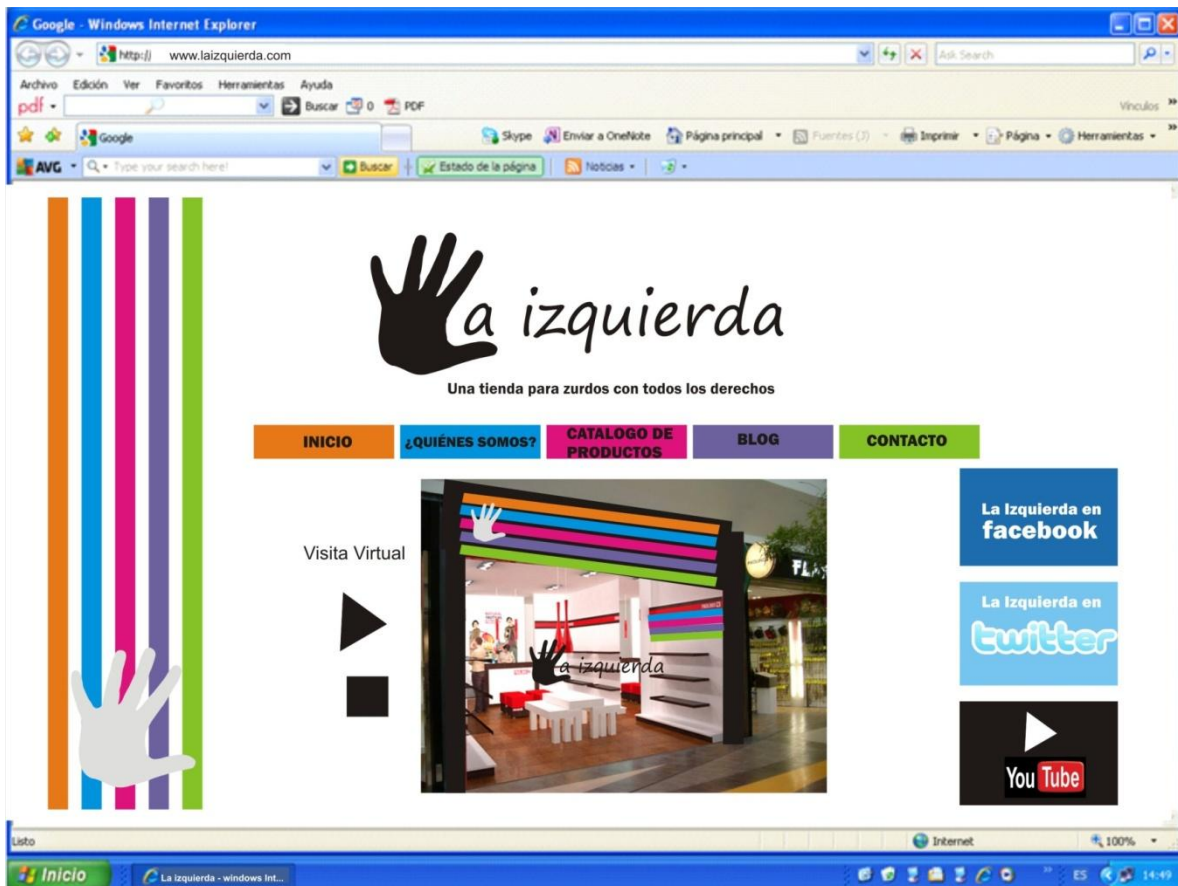 Google - Windows Internet Explorer
http:// www.laizquierda.com
Ask Search
Archivo Edición Ver Favoritos Herramientas Ayuda
pdf Buscar 0 PDF Vínculos
Google Skype Enviar a OneNote Página principal Fuentes (J) Imprimir Página Herramientas
AVG Type your search here! Buscar Estado de la página Noticias
a izquierda
Una tienda para zurdos con todos los derechos
INICIO
¿QUIÉNES SOMOS?
CATALOGO DE
PRODUCTOS
BLOG
CONTACTO
Visita Virtual
FLA
a izquierda
La Izquierda en
facebook
La Izquierda en
twitter
You Tube
Listo Internet 100%
Inicio La izquierda - windows Int... ES 14:49